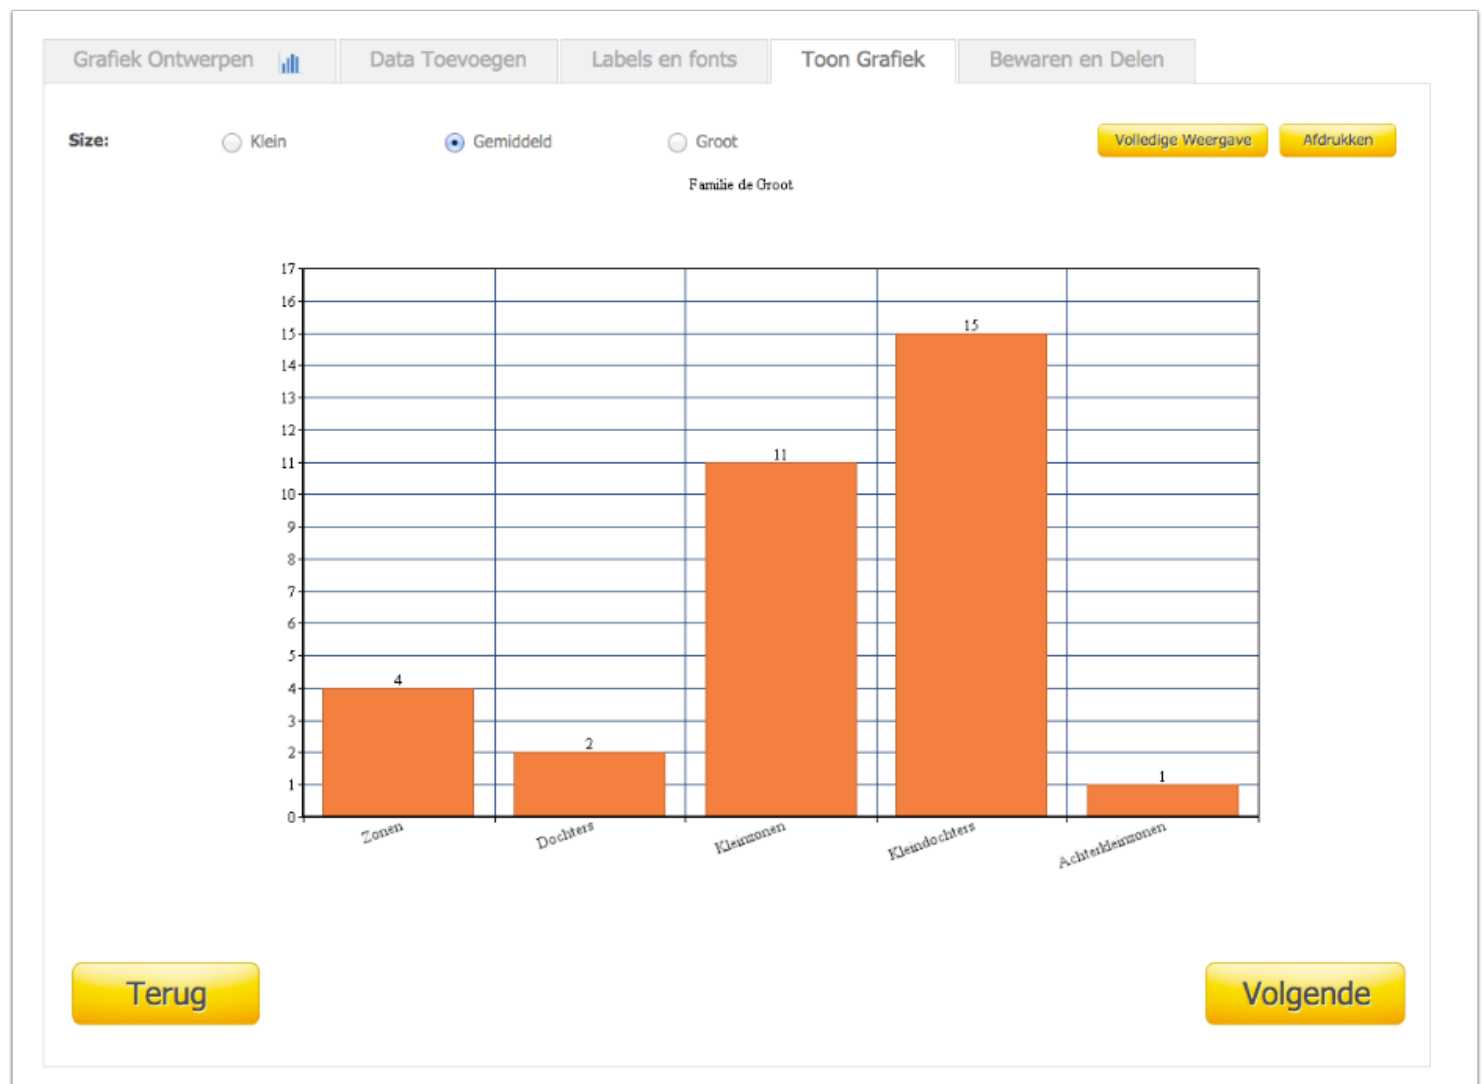 Grafiek Ontwerpen Data Toevoegen Labels en fonts Toon Grafiek Bewaren en Delen
Size: Klein Gemiddeld Groot Volledige Weergave Afdrukken
Familie de Groot
17
16
15
14
13
12
11
10
9
8
7
6
5
4
3
2
1
0
4
2
11
15
1
Zonen
Dochters
Kleinzonen
Kleindochters
Achterkleinzonen
Terug Volgende